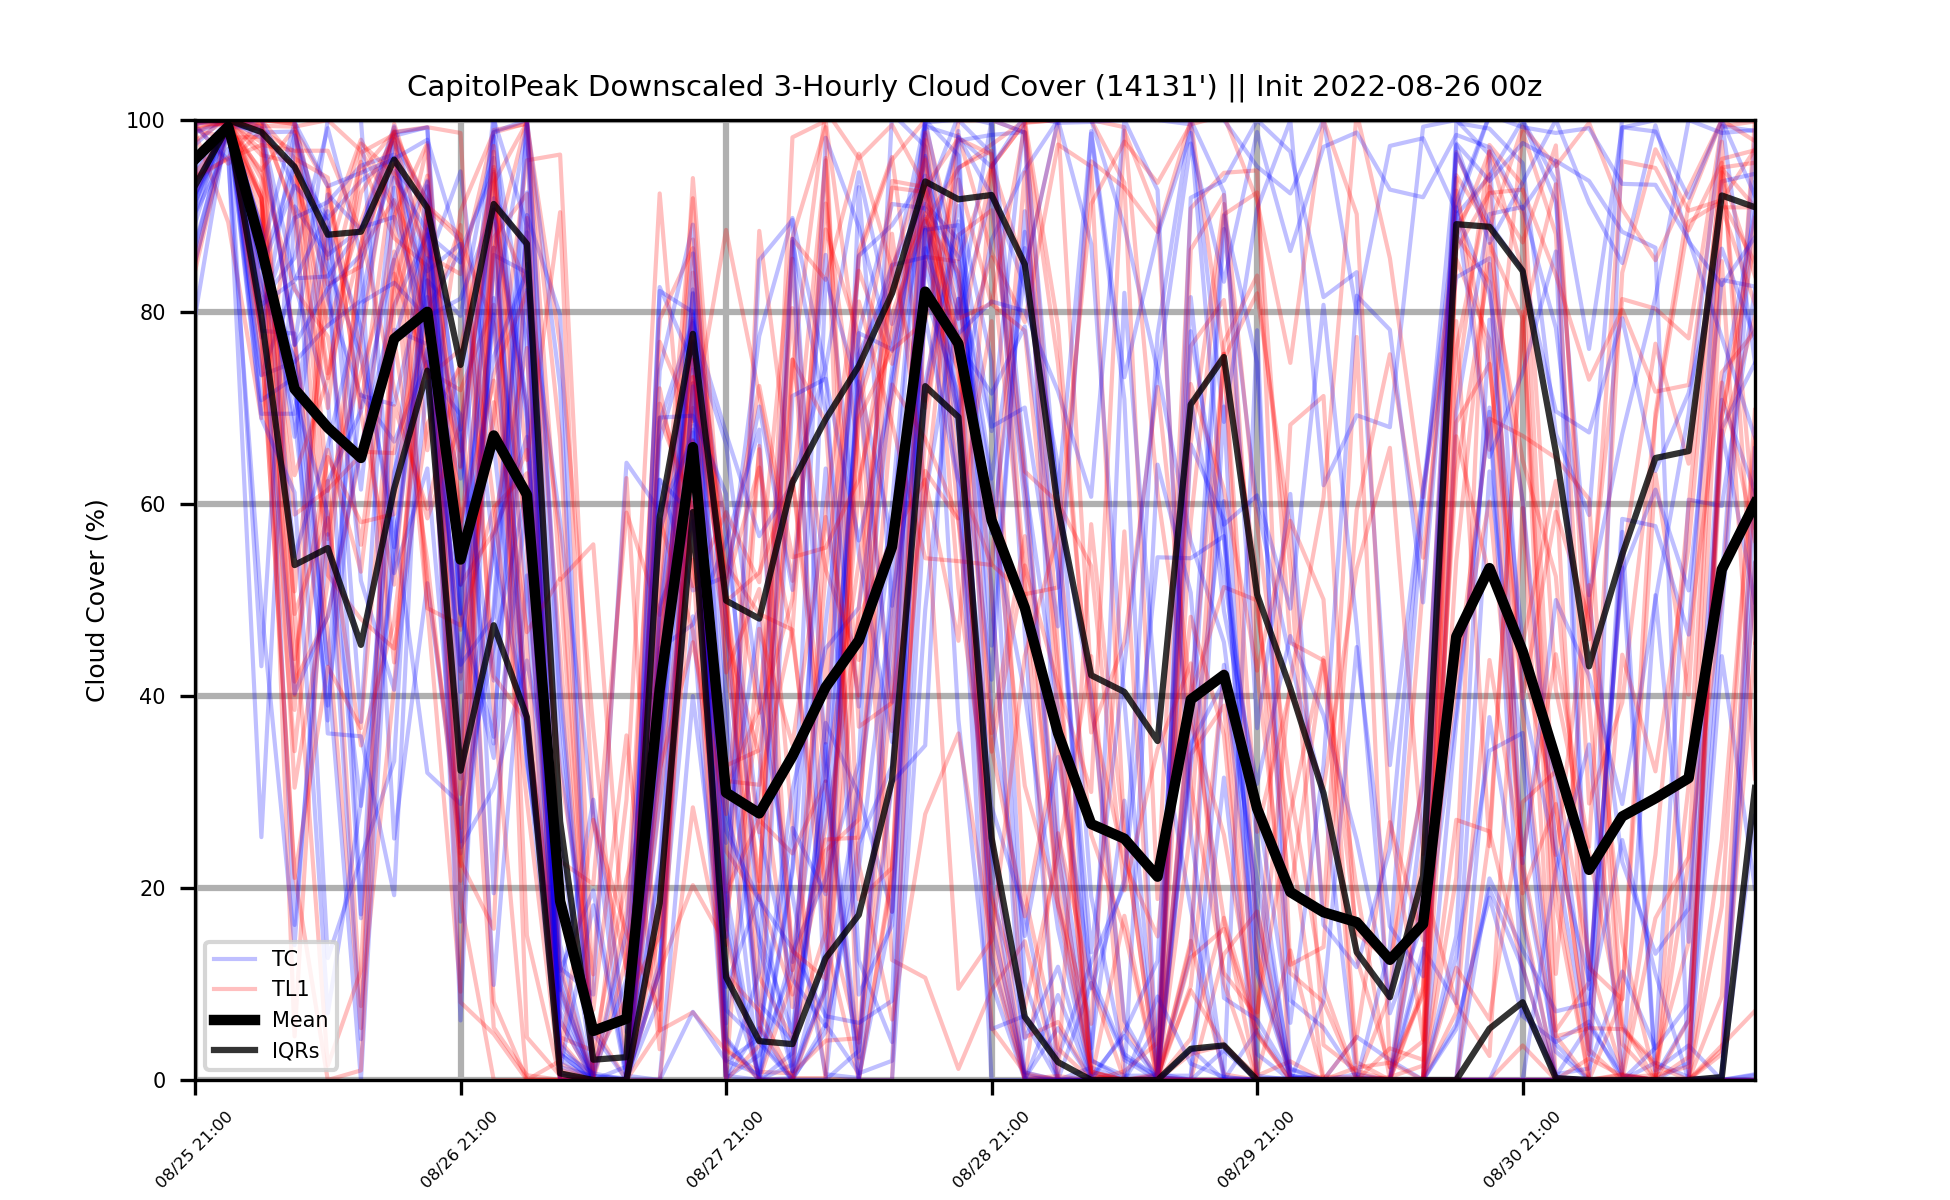 CapitolPeak Downscaled 3-Hourly Cloud Cover (14131') || Init 2022-08-26 00z
Cloud Cover (%)
100
80
60
40
20
0
TC
TL1
Mean
IQRs
08/25 21:00
08/26 21:00
08/27 21:00
08/28 21:00
08/29 21:00
08/30 21:00